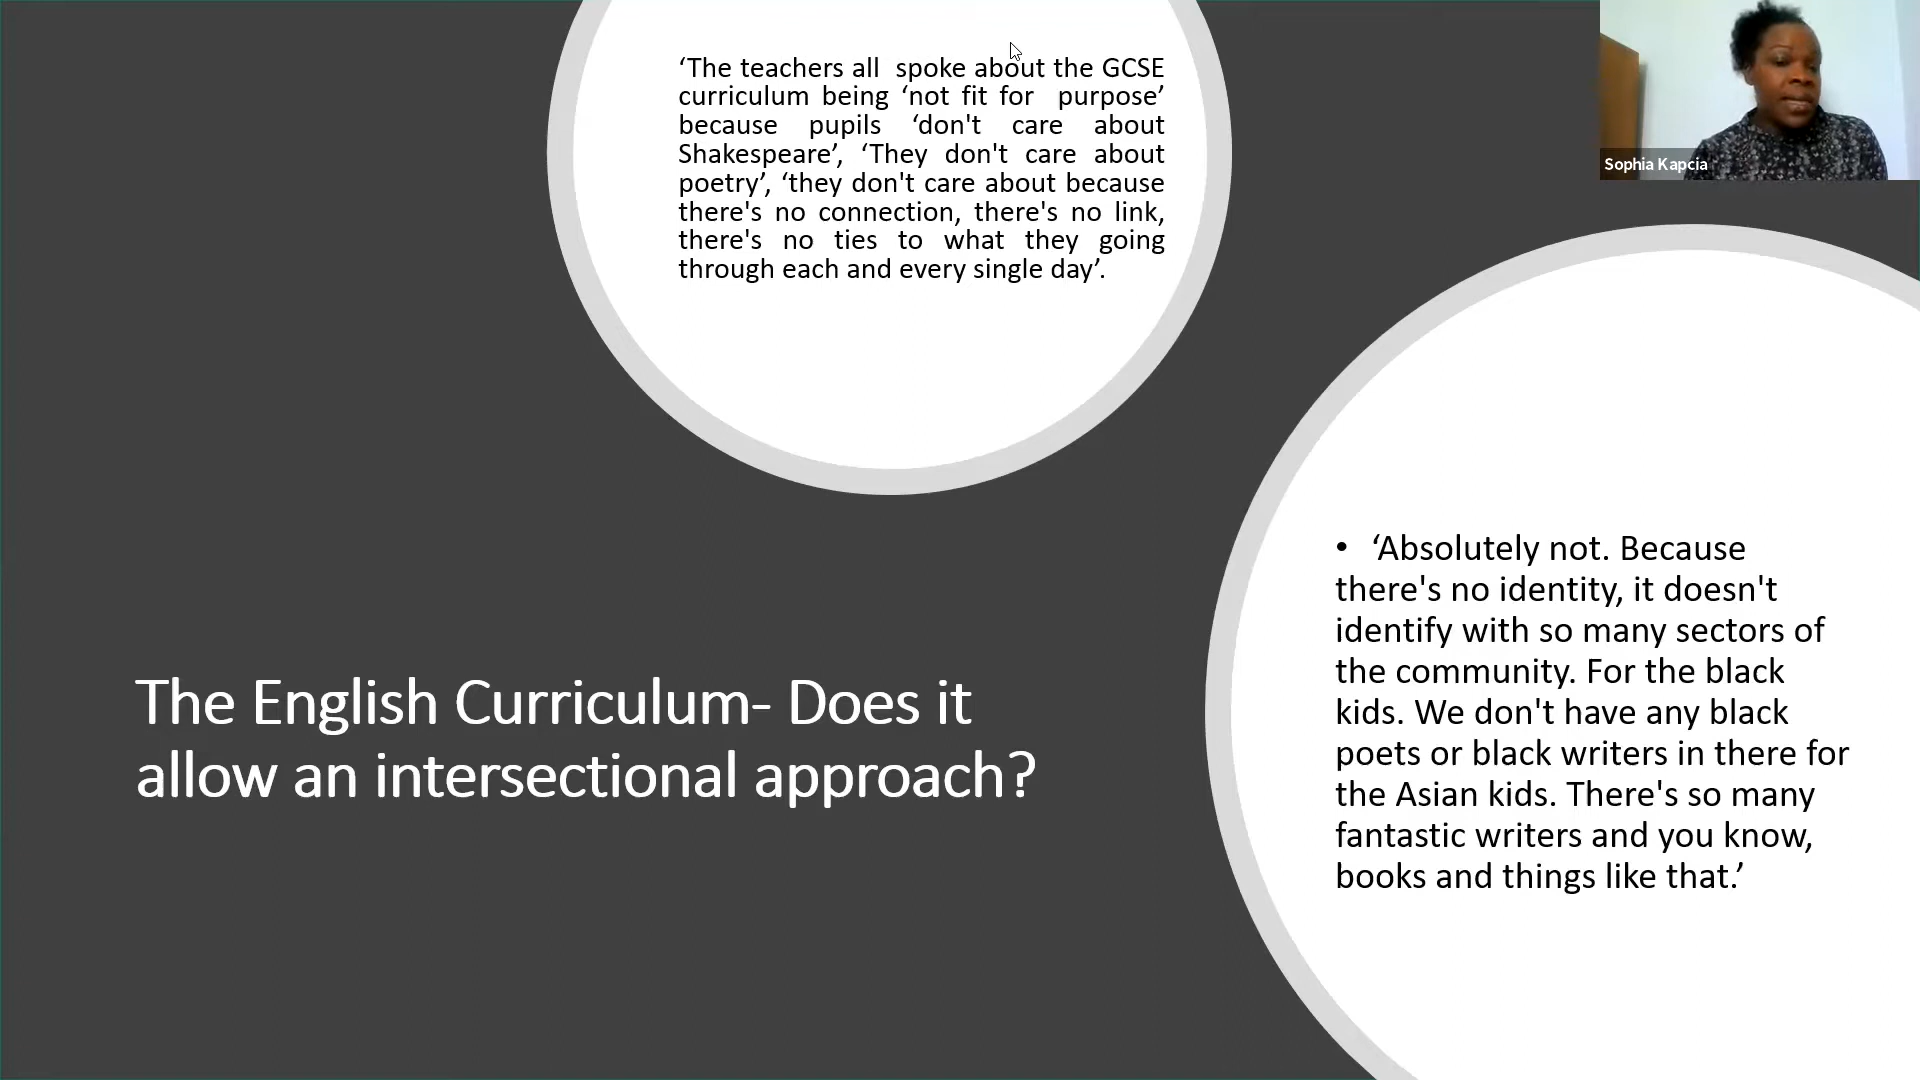 ‘The teachers all  spoke about the GCSE
curriculum being ‘not fit for  purpose’
because pupils ‘don't care about
Shakespeare’, ‘They don't care about
poetry’, ‘they don't care about because
there's no connection, there's no link,
there's no ties to what they going
through each and every single day’.
Sophia Kapcia
• ‘Absolutely not. Because
there's no identity, it doesn't
identify with so many sectors of
the community. For the black
kids. We don't have any black
poets or black writers in there for
the Asian kids. There's so many
fantastic writers and you know,
books and things like that.’
The English Curriculum- Does it
allow an intersectional approach?